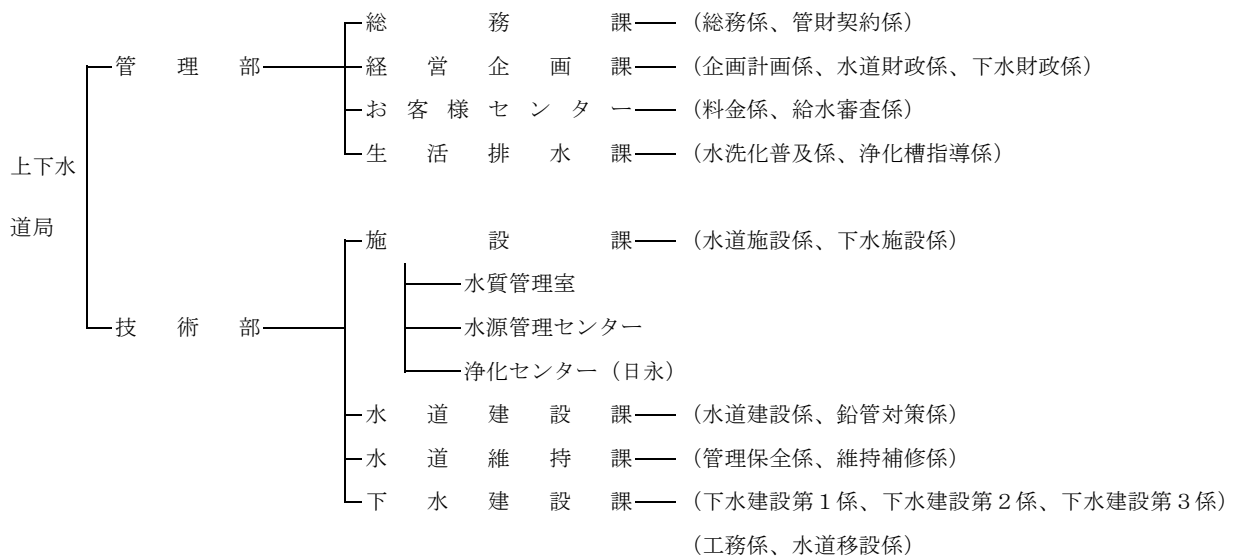 総務課 (総務係、管財契約係)
管理部 経営企画課 (企画計画係、水道財政係、下水財政係)
お客様センター (料金係、給水審査係)
生活排水課 (水洗化普及係、浄化槽指導係)
上下水
道局
施設課 (水道施設係、下水施設係)
水質管理室
技術部 水源管理センター
浄化センター(日永)
水道建設課 (水道建設係、鉛管対策係)
水道維持課 (管理保全係、維持補修係)
下水建設課 (下水建設第1係、下水建設第2係、下水建設第3係)
(工務係、水道移設係)